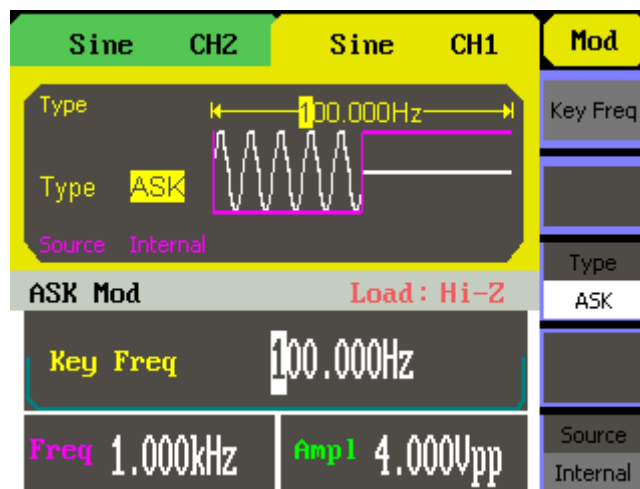 Sine CH2 Sine CH1 Mod
Type 100.000Hz
Type ASK
Source Internal
ASK Mod Load: Hi-Z
Key Freq 100.000Hz
Freq 1.000kHz Ampl 4.000Vpp
Key Freq
Type
ASK
Source
Internal